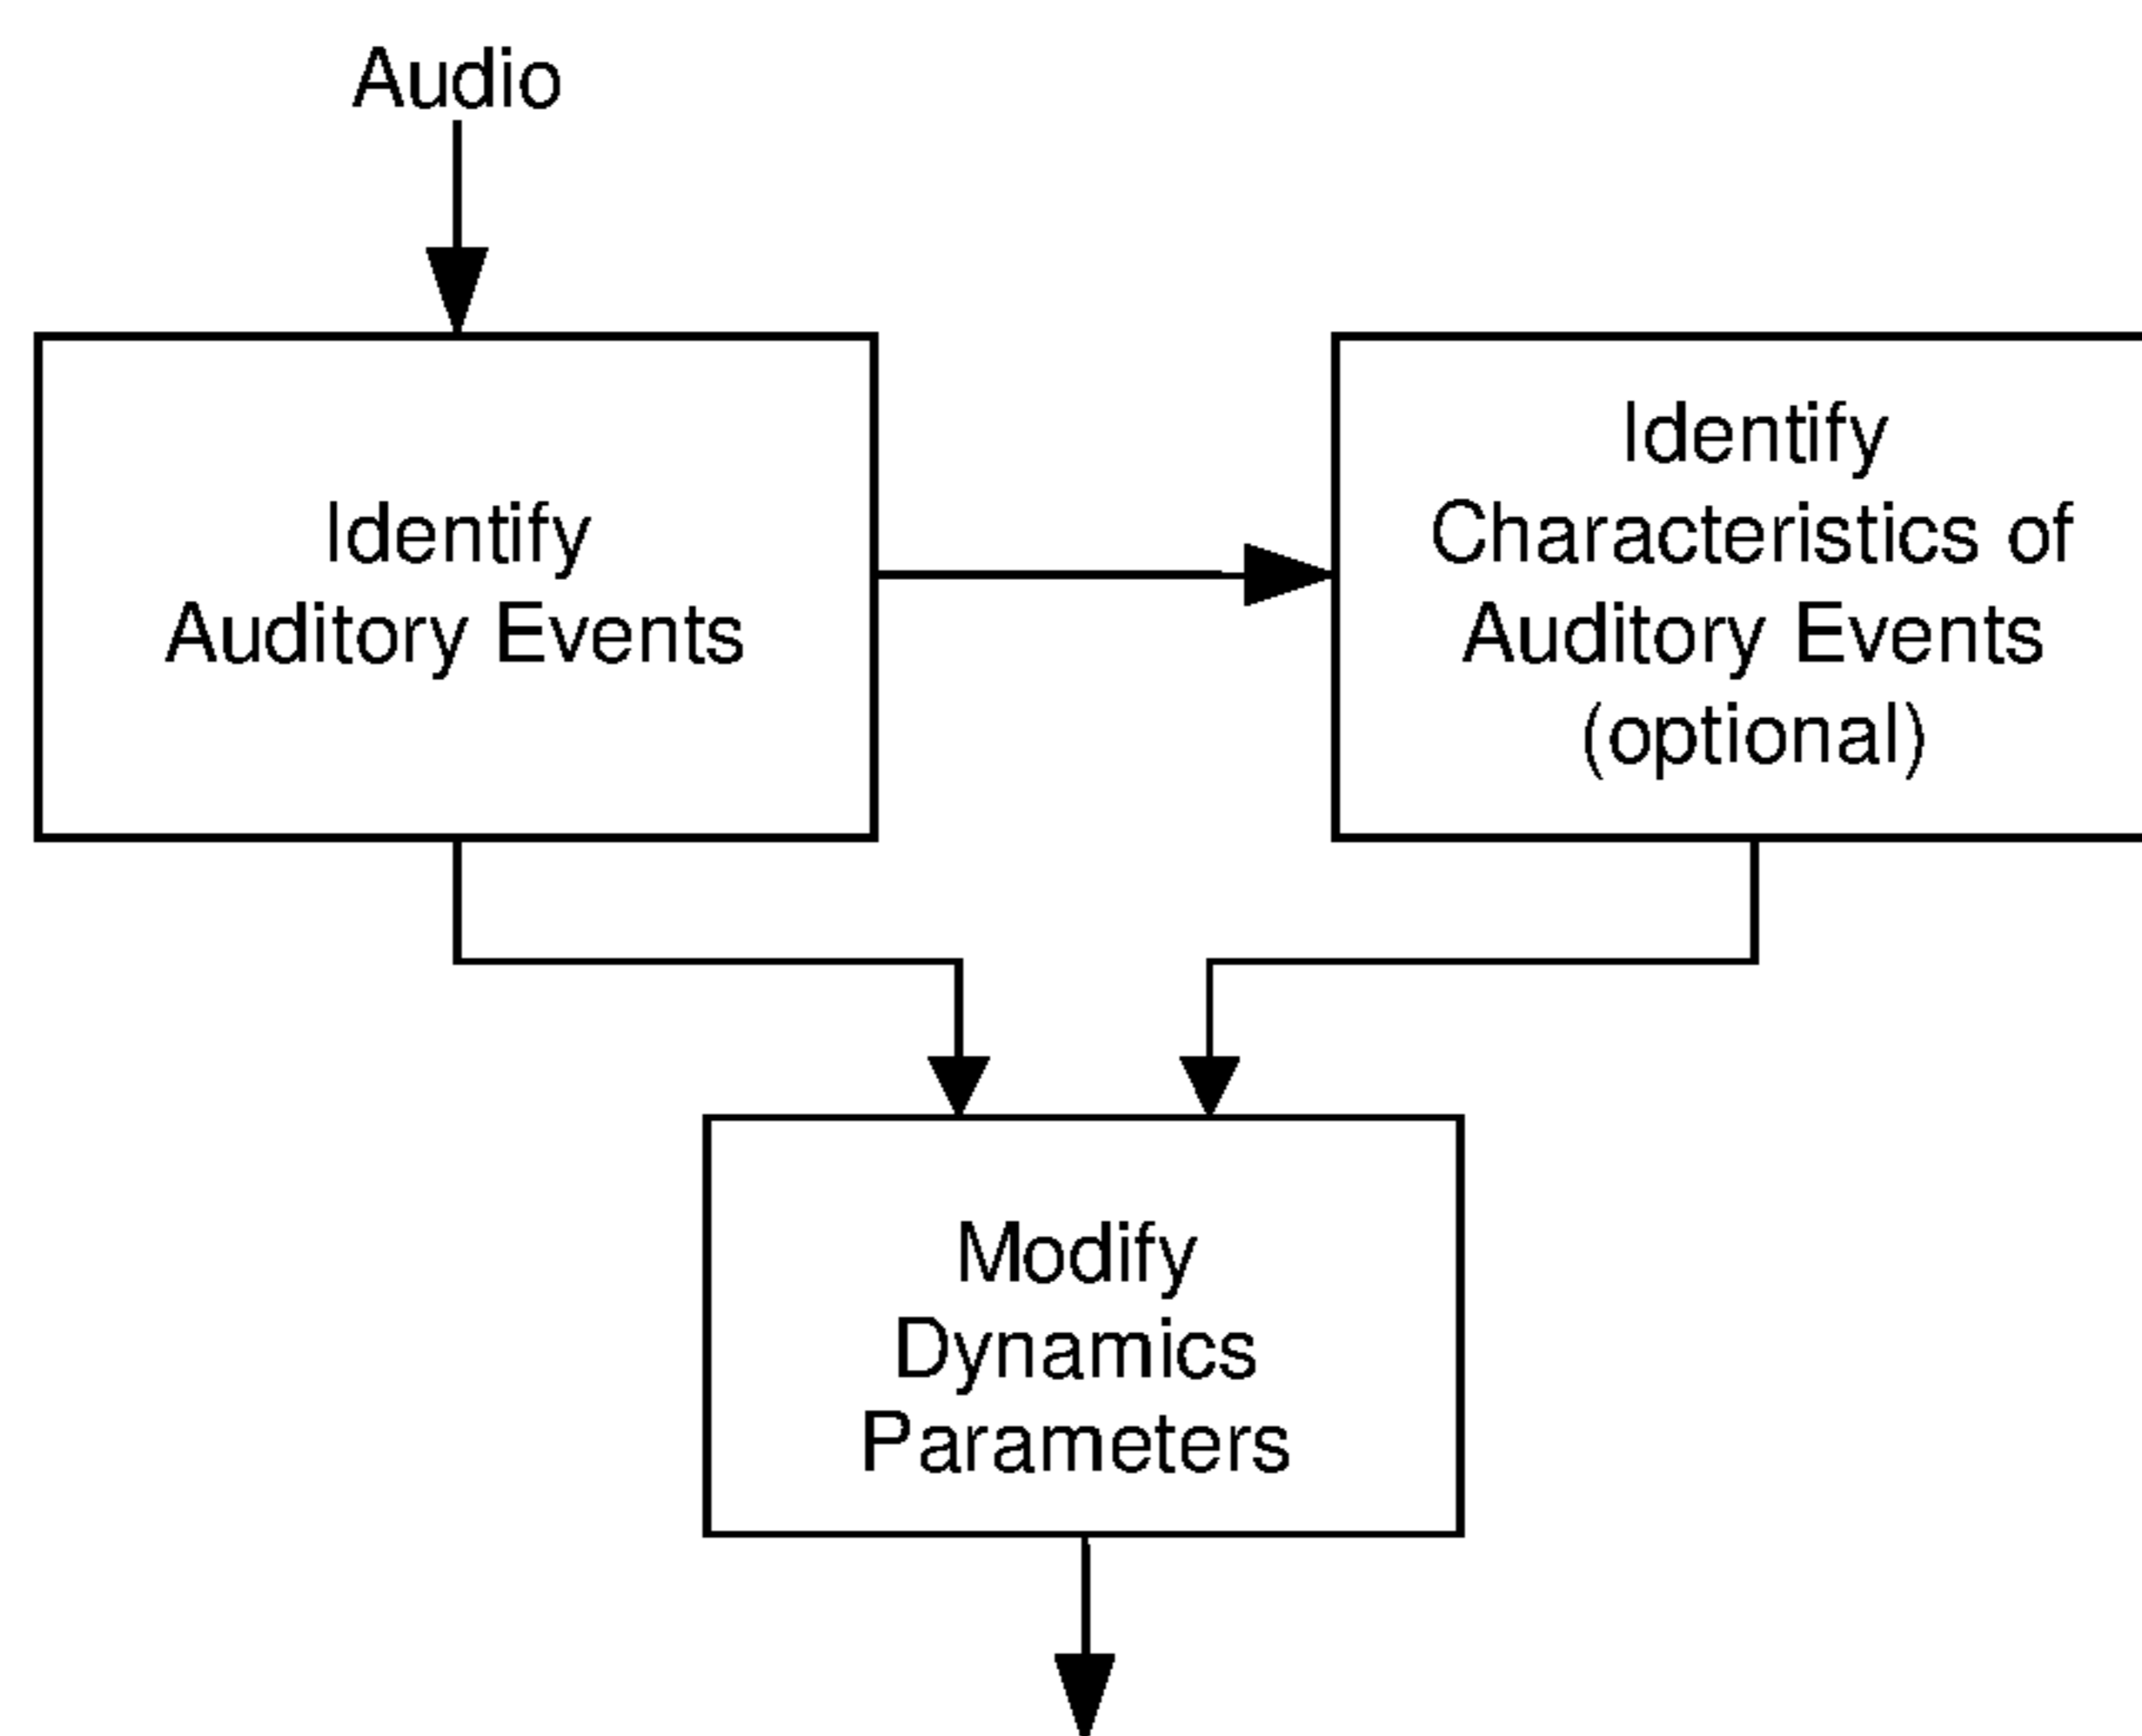 Audio
Identify
Auditory Events
Identify
Characteristics of
Auditory Events
(optional)
Modify
Dynamics
Parameters